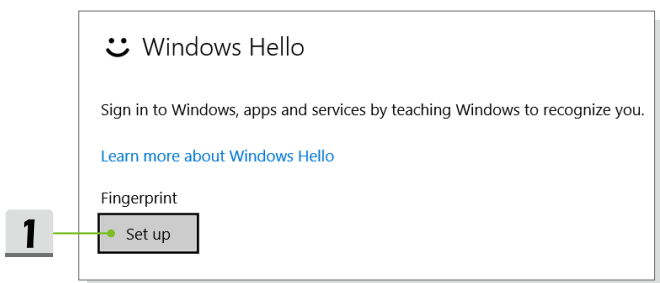 Windows Hello
Sign in to Windows, apps and services by teaching Windows to recognize you.
Learn more about Windows Hello
Fingerprint
1
Set up